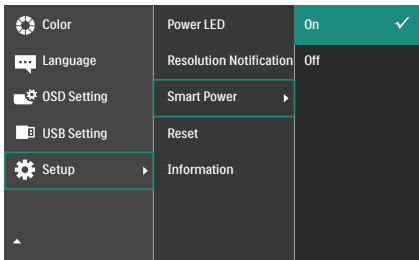 Color
Language
OSD Setting
USB Setting
Setup
Power LED
Resolution Notification
Smart Power
Reset
Information
On
Off